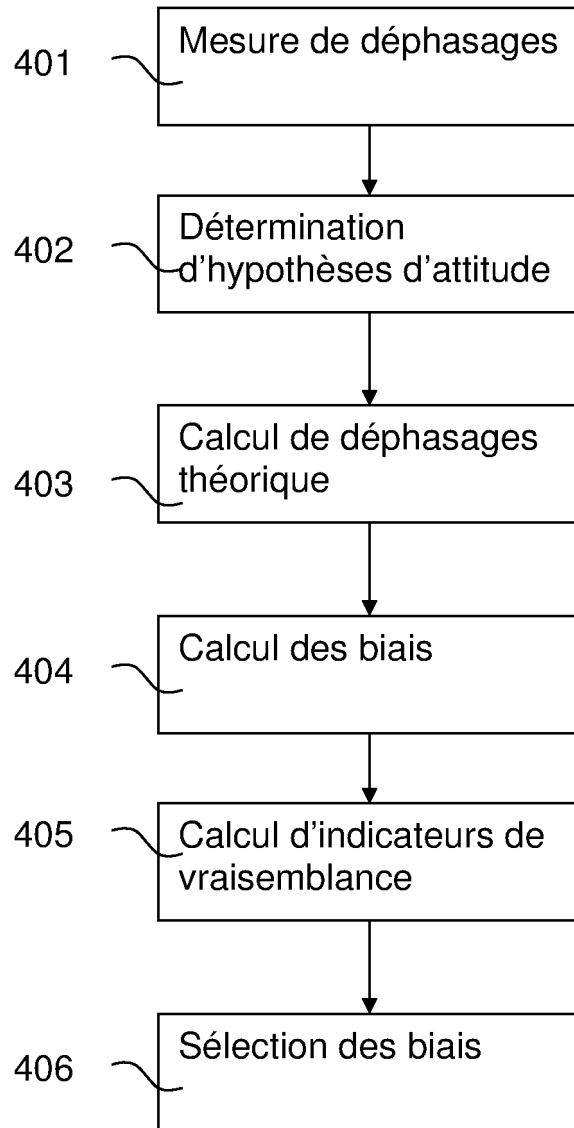 401
Mesure de déphasages
402
Détermination
d'hypothèses d'attitude
403
Calcul de déphasages
théorique
404
Calcul des biais
405
Calcul d'indicateurs de
vraisemblance
406
Sélection des biais